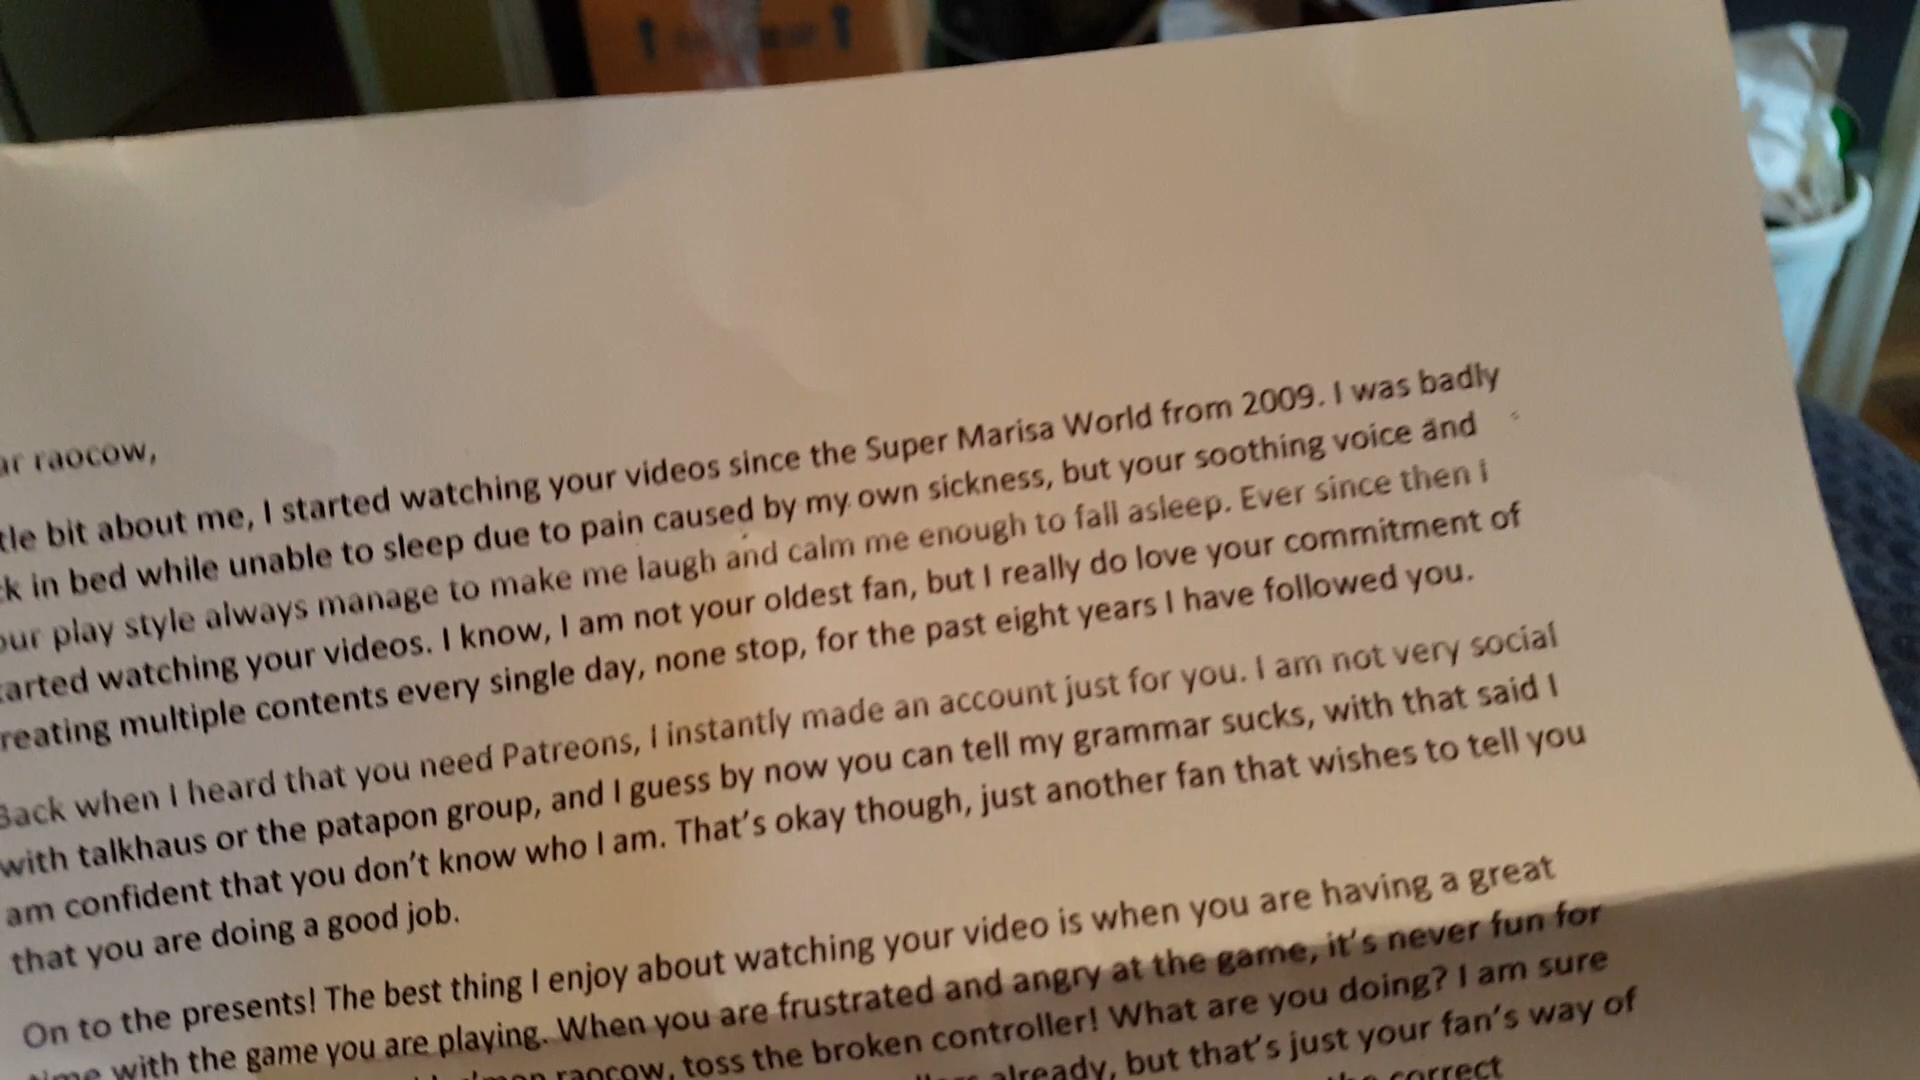 raocow,
bit about me, I started watching your videos since the Super Marisa World from 2009. I was badly
in bed while unable to sleep due to pain caused by my own sickness, but your soothing voice and
play style always manage to make me laugh and calm me enough to fall asleep. Ever since then i
watching your videos. I know, I am not your oldest fan, but I really do love your commitment of
reating multiple contents every single day, none stop, for the past eight years I have followed you.
Back when I heard that you need Patreons, I instantly made an account just for you. I am not very social
with talkhaus or the patapon group, and I guess by now you can tell my grammar sucks, with that said I
am confident that you don't know who I am. That's okay though, just another fan that wishes to tell you
that you are doing a good job.
On to the presents! The best thing I enjoy about watching your video is when you are having a great
time with the game you are playing. When you are frustrated and angry at the game, it's never fun for
raocow, toss the broken controller! What are you doing? I am sure
already, but that's just your fan's way of
correct